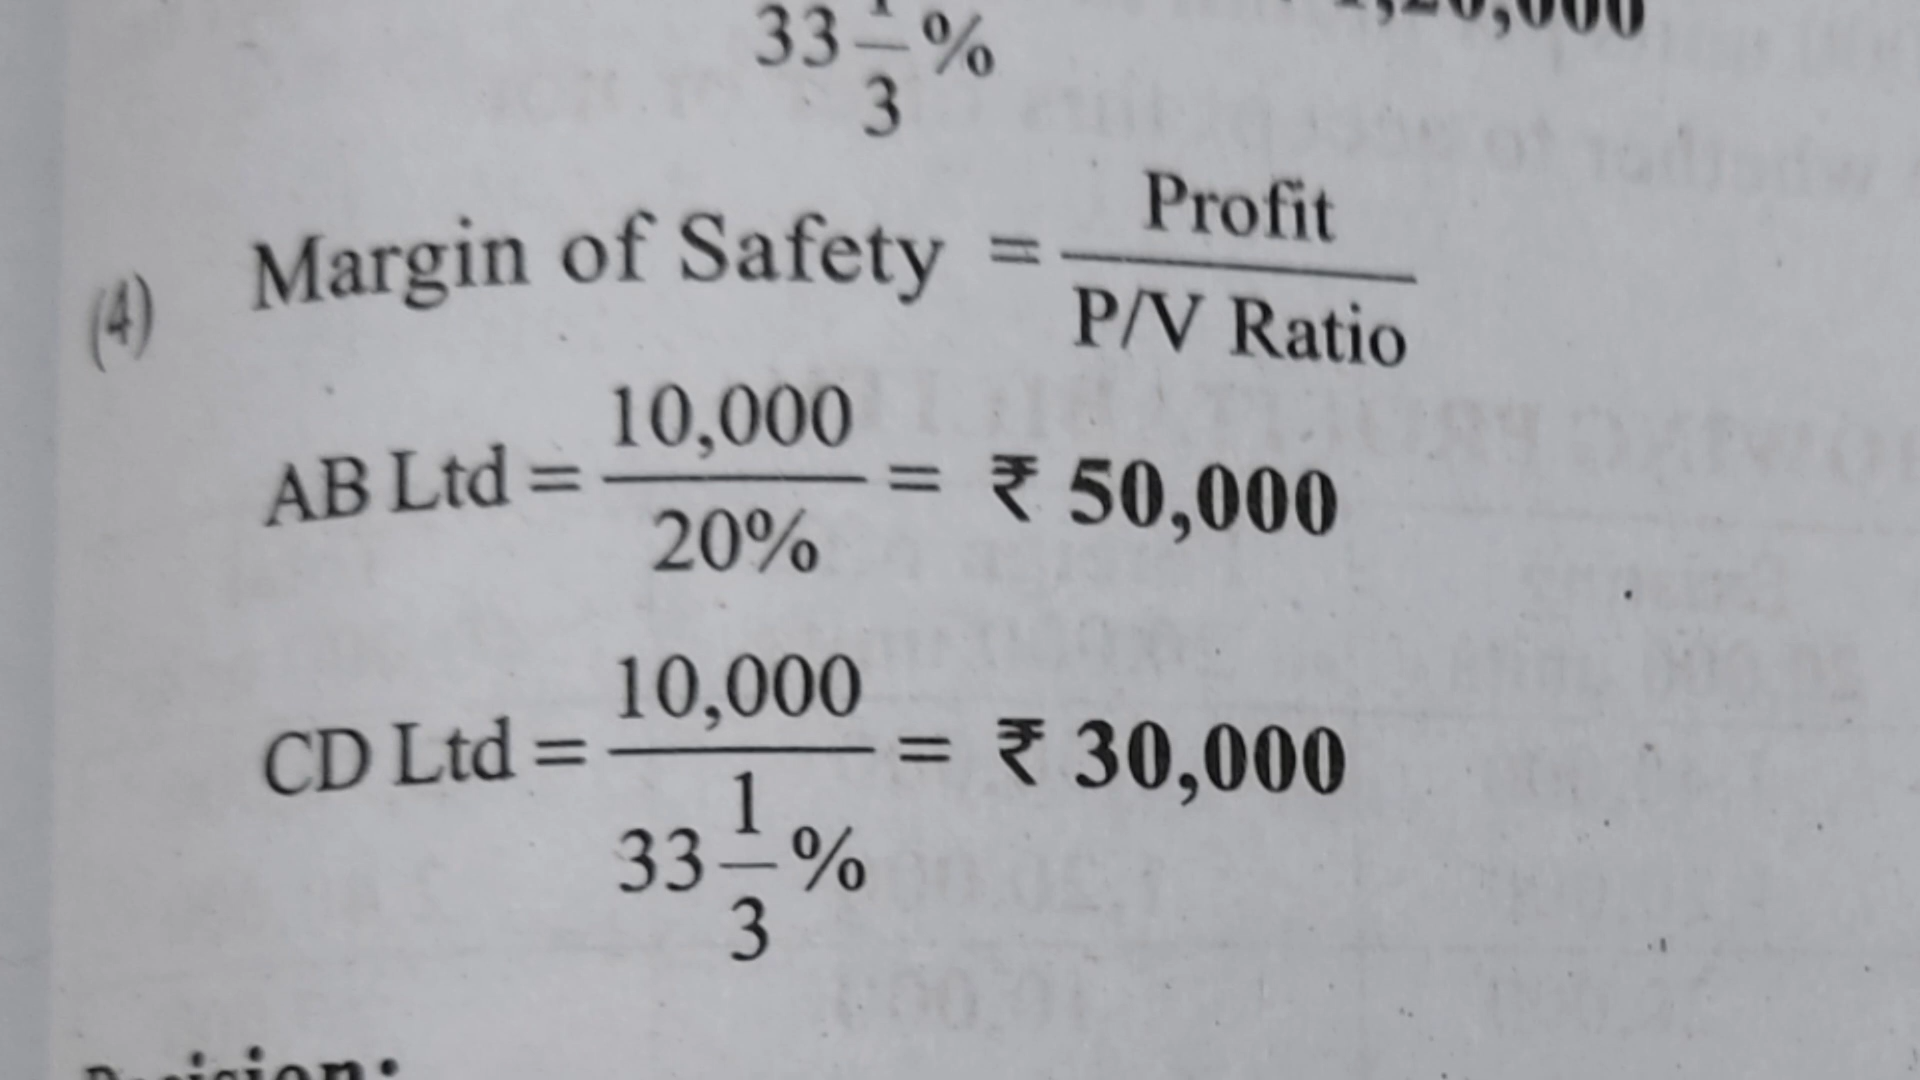 33 1/3 %
(4) Margin of Safety = Profit / P/V Ratio
AB Ltd = 10,000 / 20% = ₹ 50,000
CD Ltd = 10,000 / 33 1/3 % = ₹ 30,000